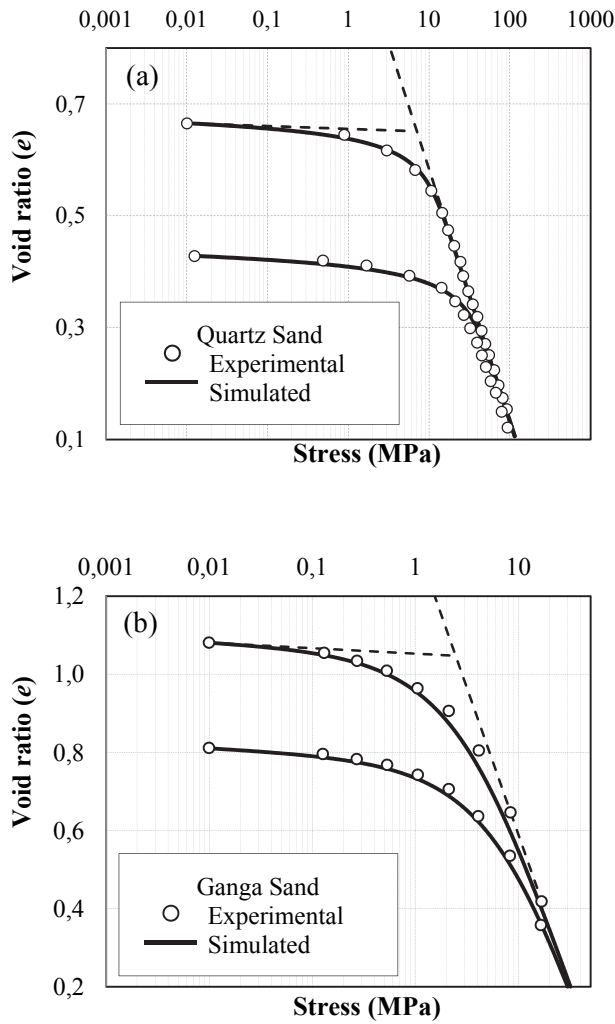 0,001 0,01 0,1 1 10 100 1000
(a)
0,7
0,5
0,3
0,1
Void ratio (e)
Quartz Sand
Experimental
Simulated
Stress (MPa)
0,001 0,01 0,1 1 10
1,2
(b)
1,0
0,8
0,6
0,4
0,2
Void ratio (e)
Ganga Sand
Experimental
Simulated
Stress (MPa)